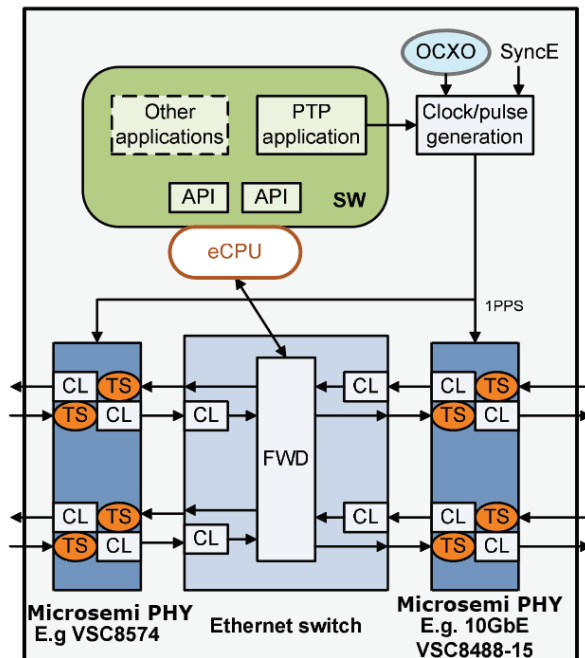 OCXO
SyncE
Other
applications
PTP
application
Clock/pulse
generation
API
API
SW
eCPU
1PPS
CL
TS
TS
CL
CL
CL
CL
TS
TS
CL
FWD
CL
TS
TS
CL
CL
CL
CL
TS
TS
CL
Microsemi PHY
E.g VSC8574
Ethernet switch
Microsemi PHY
E.g. 10GbE
VSC8488-15